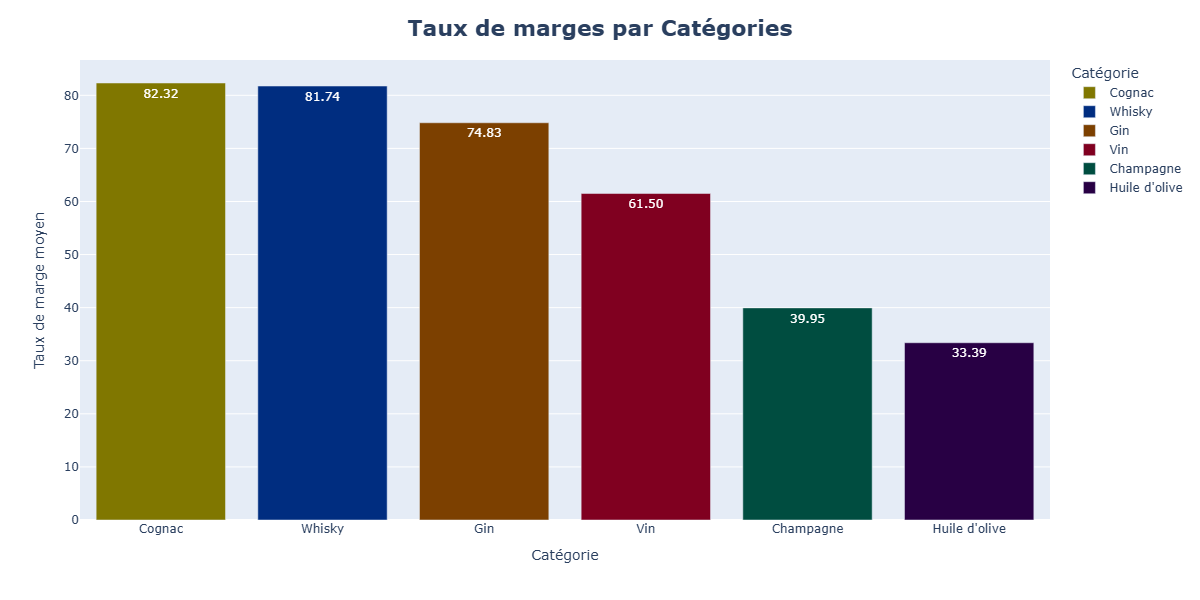 Taux de marges par Catégories
Taux de marge moyen
80
70
60
50
40
30
20
10
0
82.32
81.74
74.83
61.50
39.95
33.39
Cognac
Whisky
Gin
Vin
Champagne
Huile d'olive
Catégorie
Catégorie
Cognac
Whisky
Gin
Vin
Champagne
Huile d'olive